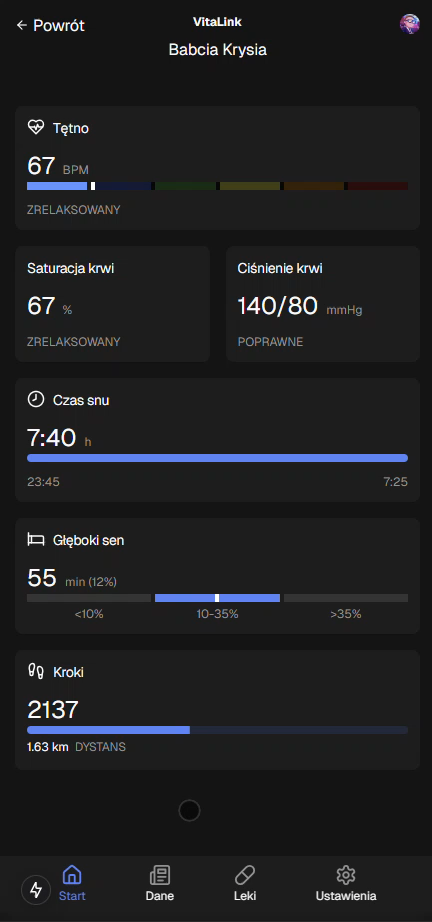 ← Powrót
VitaLink
Babcia Krysia
Tętno
67 BPM
ZRELAKSOWANY
Saturacja krwi
67 %
ZRELAKSOWANY
Ciśnienie krwi
140/80 mmHg
POPRAWNE
Czas snu
7:40 h
23:45 7:25
Głęboki sen
55 min (12%)
<10% 10-35% >35%
Kroki
2137
1.63 km DYSTANS
Start Dane Leki Ustawienia